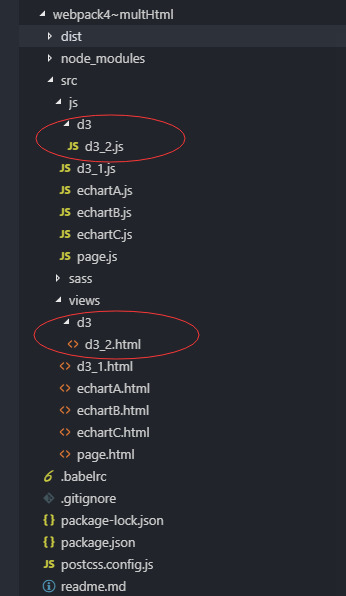 webpack4~multHtml
dist
node_modules
src
js
d3
JS d3_2.js
JS d3_1.js
JS echartA.js
JS echartB.js
JS echartC.js
JS page.js
sass
views
d3
<> d3_2.html
<> d3_1.html
<> echartA.html
<> echartB.html
<> echartC.html
<> page.html
.babelrc
.gitignore
{} package-lock.json
{} package.json
JS postcss.config.js
readme.md